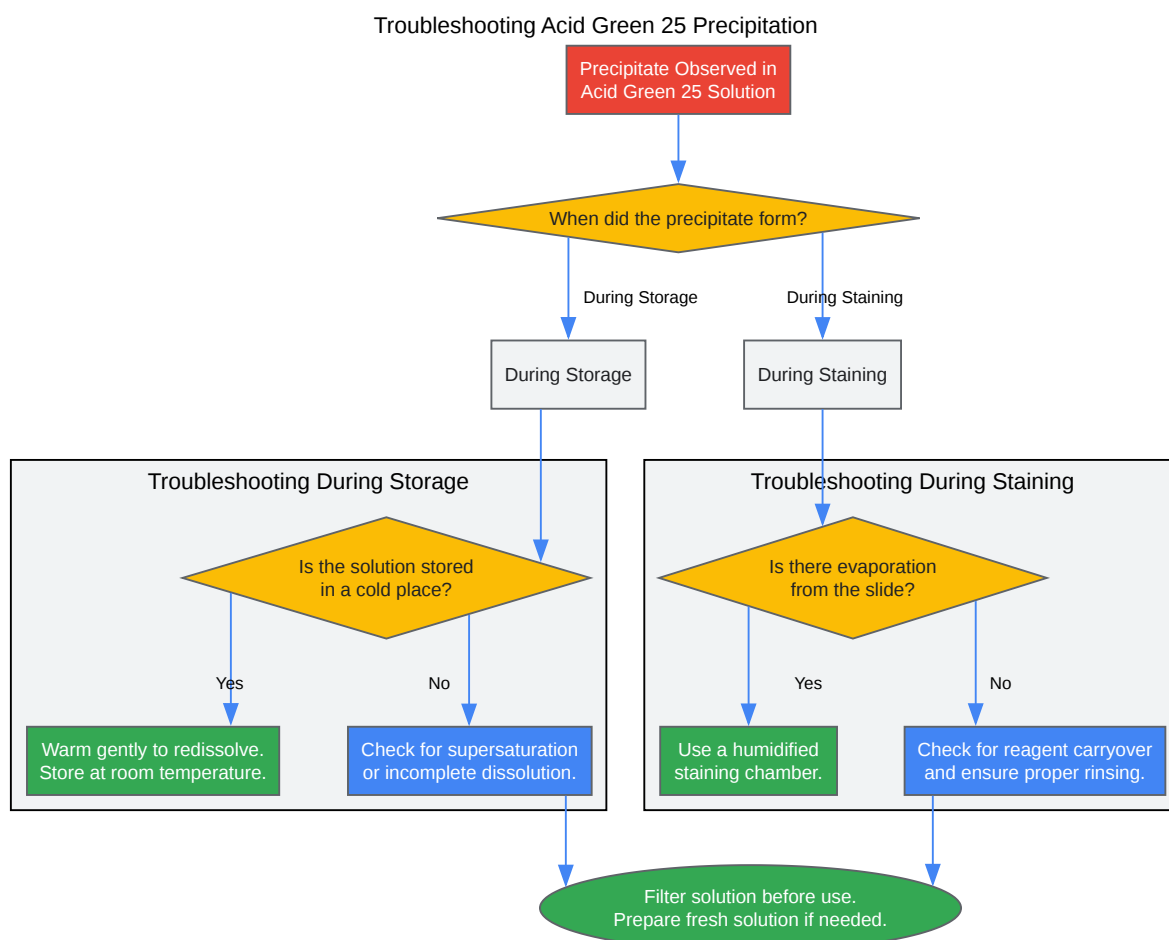 Troubleshooting Acid Green 25 Precipitation
Precipitate Observed in
Acid Green 25 Solution
When did the precipitate form?
During Storage
During Staining
During Storage
During Staining
Troubleshooting During Storage
Troubleshooting During Staining
Is the solution stored
in a cold place?
Is there evaporation
from the slide?
Yes
No
Yes
No
Warm gently to redissolve.
Store at room temperature.
Check for supersaturation
or incomplete dissolution.
Use a humidified
staining chamber.
Check for reagent carryover
and ensure proper rinsing.
Filter solution before use.
Prepare fresh solution if needed.